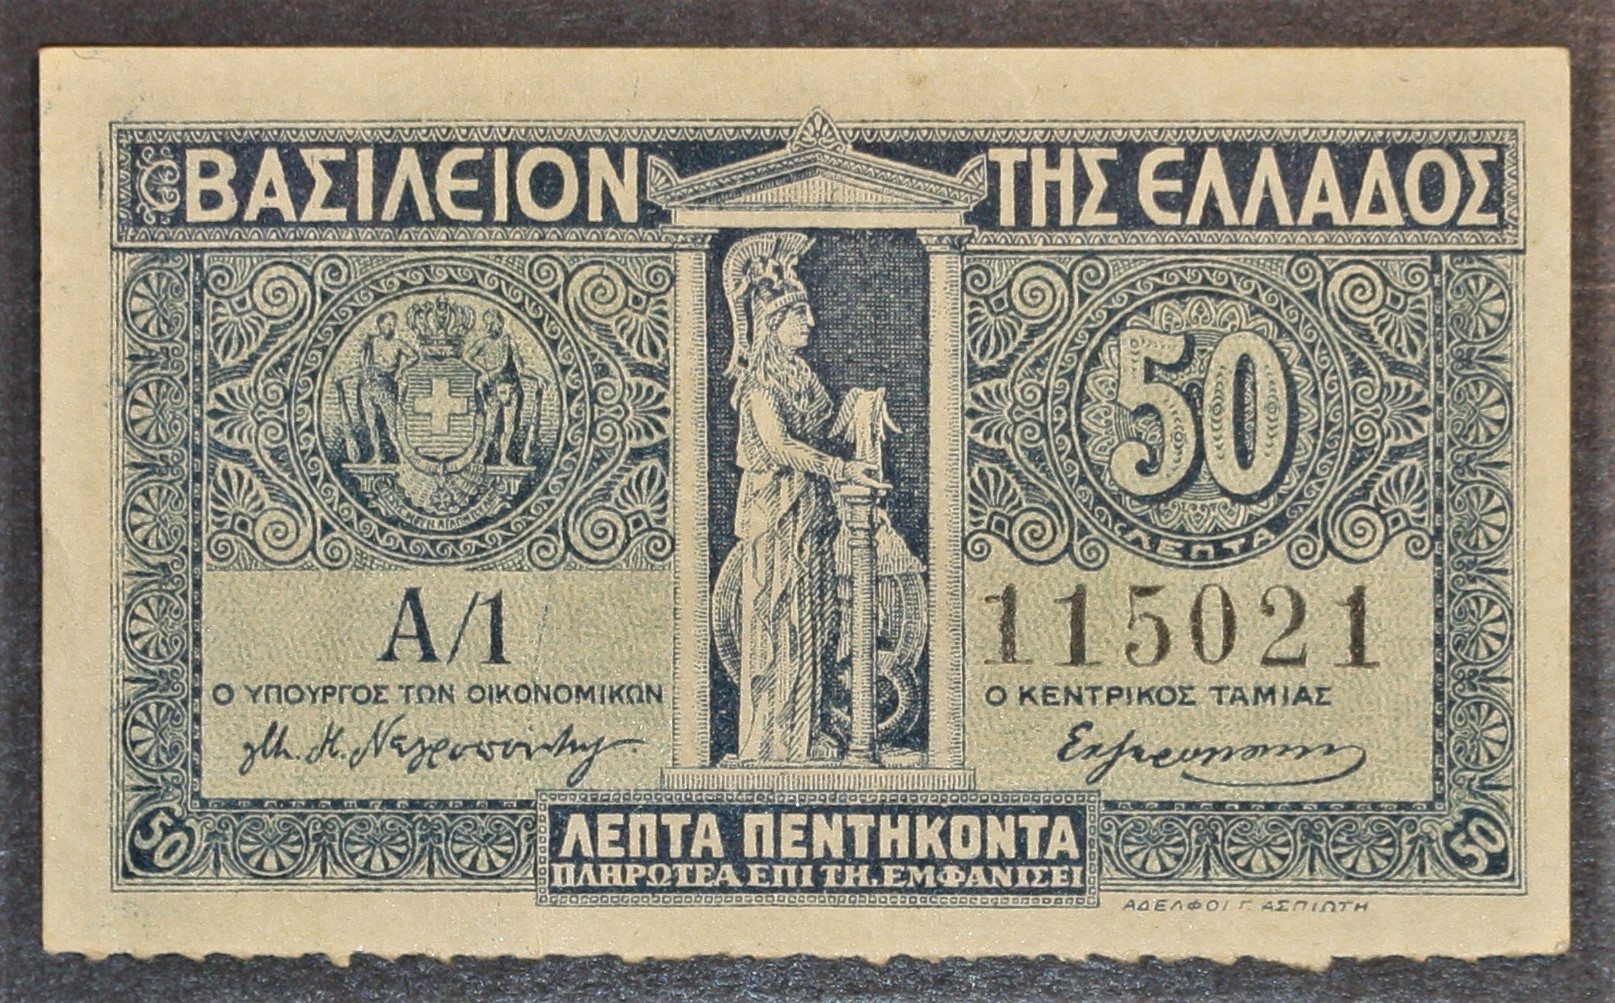 ΒΑΣΙΛΕΙΟΝ ΤΗΣ ΕΛΛΑΔΟΣ
50
ΛΕΠΤΑ
Α/1
115021
Ο ΥΠΟΥΡΓΟΣ ΤΩΝ ΟΙΚΟΝΟΜΙΚΩΝ
Ο ΚΕΝΤΡΙΚΟΣ ΤΑΜΙΑΣ
50
ΛΕΠΤΑ ΠΕΝΤΗΚΟΝΤΑ
50
ΠΛΗΡΩΤΕΑ ΕΠΙ ΤΗ, ΕΜΦΑΝΙΣΕΙ
ΑΔΕΛΦΟΙ Γ. ΑΣΠΙΩΤΗ